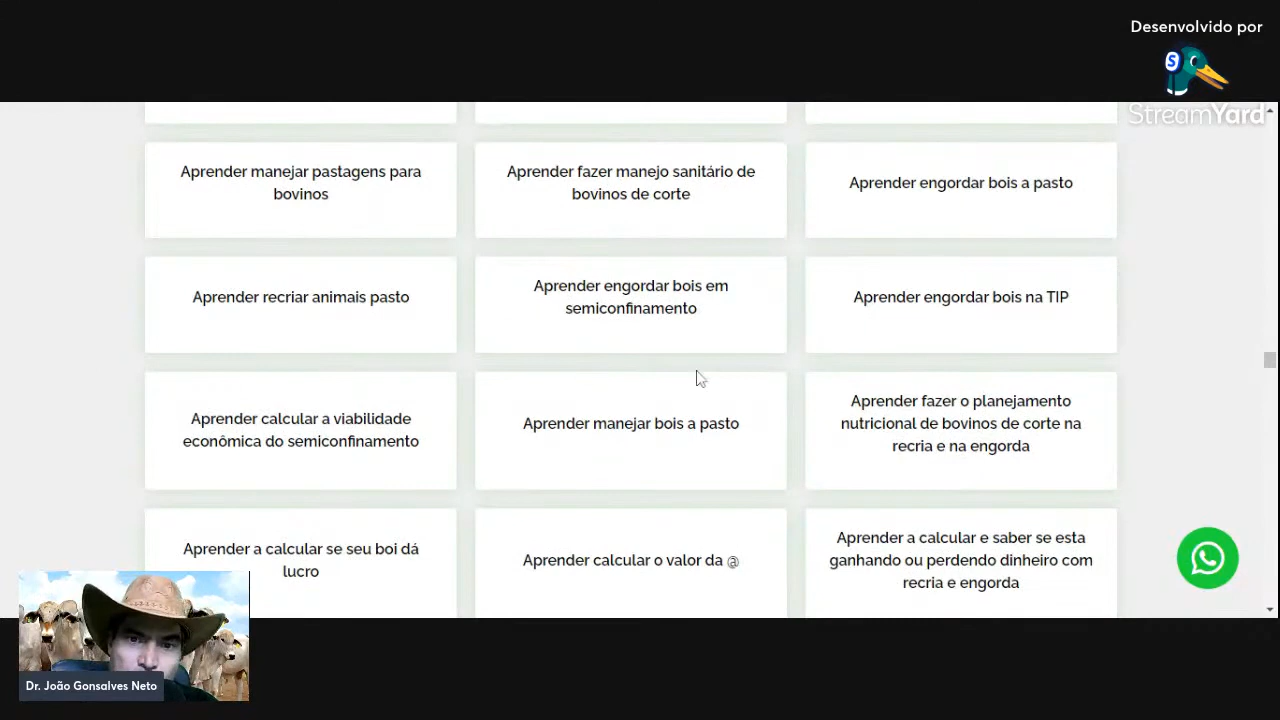 Desenvolvido por
S
StreamYard
Aprender manejar pastagens para
bovinos
Aprender fazer manejo sanitário de
bovinos de corte
Aprender engordar bois a pasto
Aprender recriar animais pasto
Aprender engordar bois em
semiconfinamento
Aprender engordar bois na TIP
Aprender calcular a viabilidade
econômica do semiconfinamento
Aprender manejar bois a pasto
Aprender fazer o planejamento
nutricional de bovinos de corte na
recria e na engorda
Aprender a calcular se seu boi dá
lucro
Aprender calcular o valor da @
Aprender a calcular e saber se esta
ganhando ou perdendo dinheiro com
recria e engorda
Dr. João Gonsalves Neto